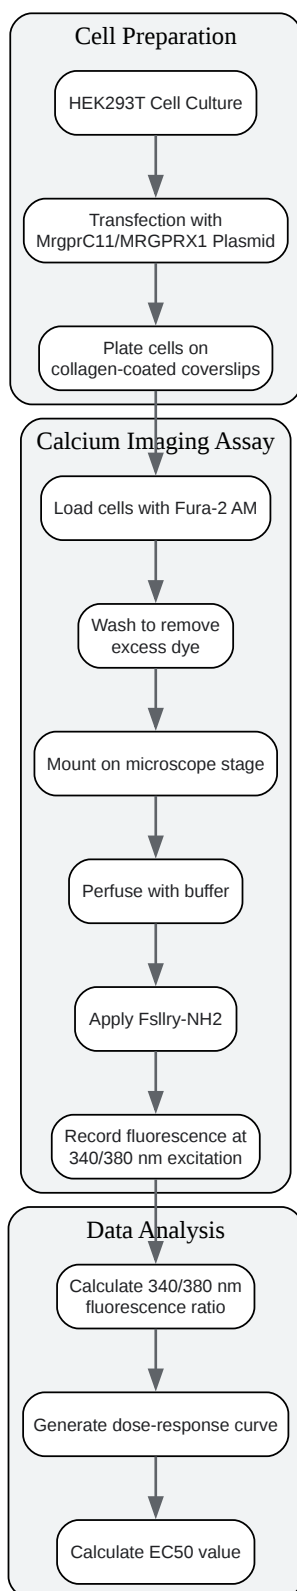 Cell Preparation
HEK293T Cell Culture
Transfection with
MrgprC11/MRGPRX1 Plasmid
Plate cells on
collagen-coated coverslips
Calcium Imaging Assay
Load cells with Fura-2 AM
Wash to remove
excess dye
Mount on microscope stage
Perfuse with buffer
Apply Fsllry-NH2
Record fluorescence at
340/380 nm excitation
Data Analysis
Calculate 340/380 nm
fluorescence ratio
Generate dose-response curve
Calculate EC50 value